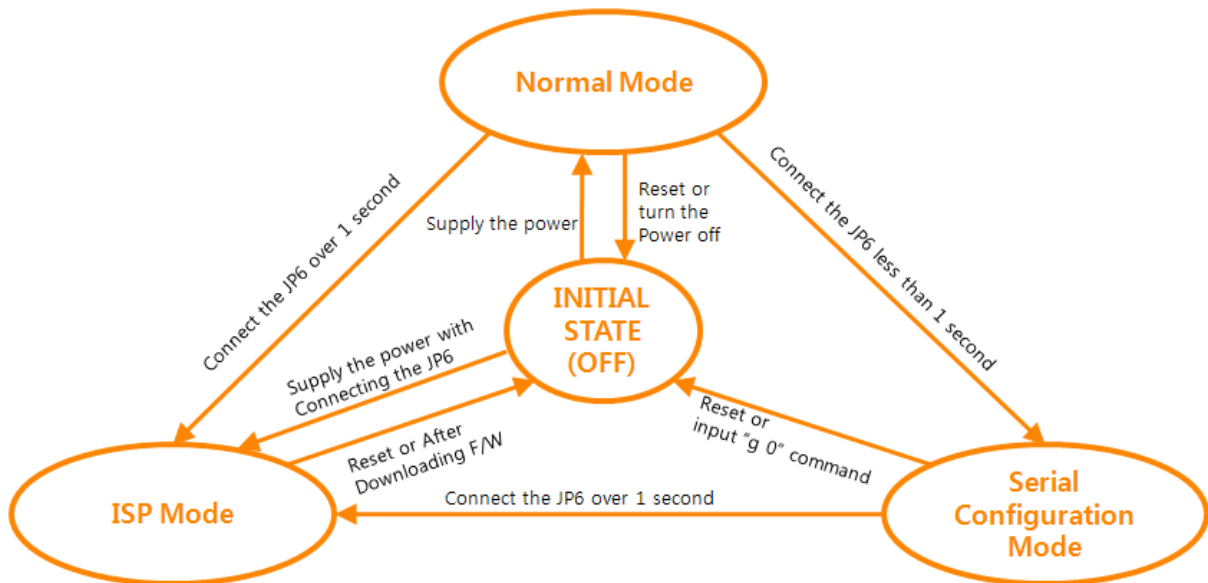 Normal Mode
Connect the JP6 over 1 second
Supply the power
Reset or
turn the
Power off
Connect the JP6 less than 1 second
INITIAL
STATE
(OFF)
Supply the power with
Connecting the JP6
Reset or After
Downloading F/W
Reset or
input "g 0" command
ISP Mode
Connect the JP6 over 1 second
Serial
Configuration
Mode